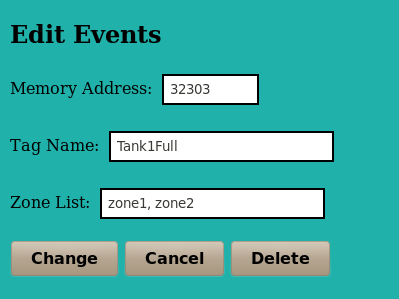 Edit Events
Memory Address: 32303
Tag Name: Tank1Full
Zone List: zone1, zone2
Change Cancel Delete